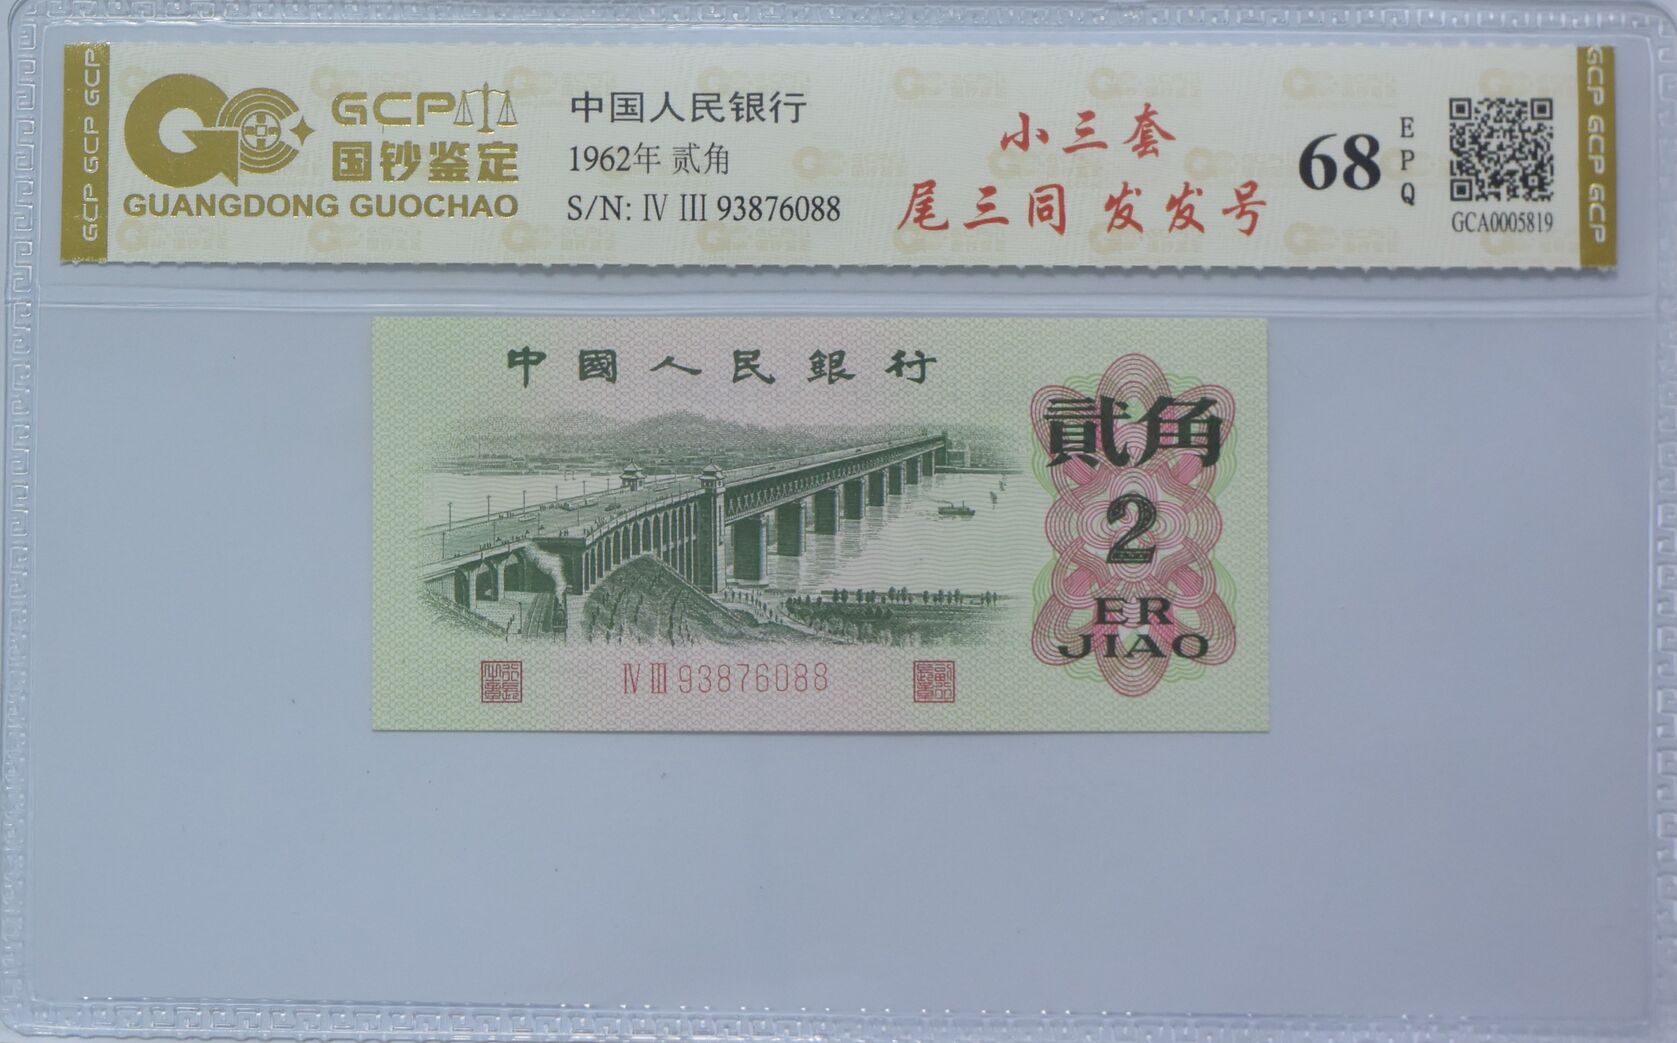 GCP GCP GCP
GCP
国钞鉴定
GUANGDONG GUOCHAO
中国人民银行
1962年 贰角
S/N: Ⅳ Ⅲ 93876088
小三套
尾三同 发发号
68
EPQ
GCA0005819
GCP GCP GCP
中國人民銀行
貳角
2
ER
JIAO
Ⅳ Ⅲ 93876088